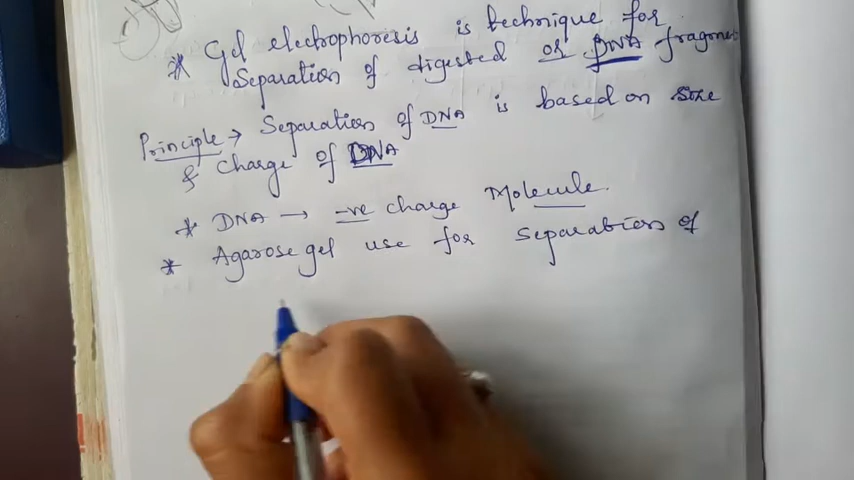 * Gel electrophoresis is technique for
Separation of digested or DNA fragment
Principle → Separation of DNA is based on size
& Charge of DNA
* DNA → -ve charge Molecule.
* Agarose gel use for separation of